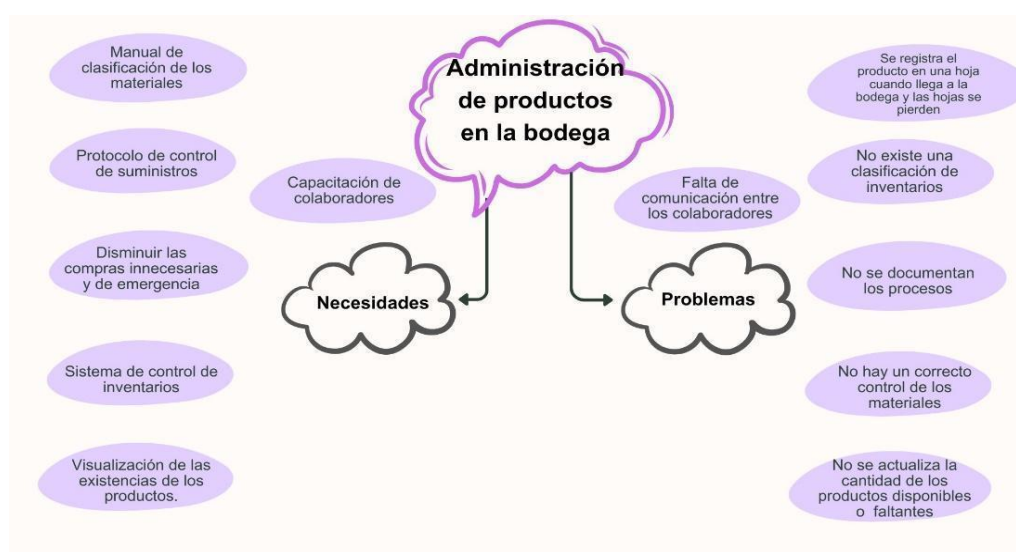 Administración
de productos
en la bodega
Manual de
clasificación de los
materiales
Protocolo de control
de suministros
Capacitación de
colaboradores
Disminuir las
compras innecesarias
y de emergencia
Necesidades
Sistema de control de
inventarios
Visualización de las
existencias de los
productos.
Se registra el
producto en una hoja
cuando llega a la
bodega y las hojas se
pierden
Falta de
comunicación entre
los colaboradores
No existe una
clasificación de
inventarios
Problemas
No se documentan
los procesos
No hay un correcto
control de los
materiales
No se actualiza la
cantidad de los
productos disponibles
o faltantes